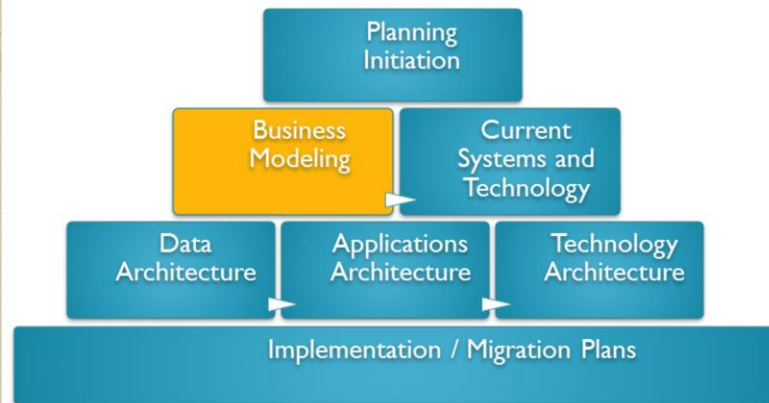 Planning
Initiation
Business
Modeling
Current
Systems and
Technology
Data
Architecture
Applications
Architecture
Technology
Architecture
Implementation / Migration Plans